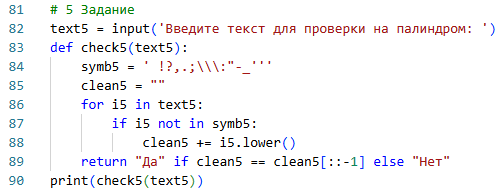 81 # 5 Задание
82 text5 = input('Введите текст для проверки на палиндром: ')
83 def check5(text5):
84     symb5 = ' !?,.;\\\:"-_'''
85     clean5 = ""
86     for i5 in text5:
87         if i5 not in symb5:
88             clean5 += i5.lower()
89     return "Да" if clean5 == clean5[::-1] else "Нет"
90 print(check5(text5))